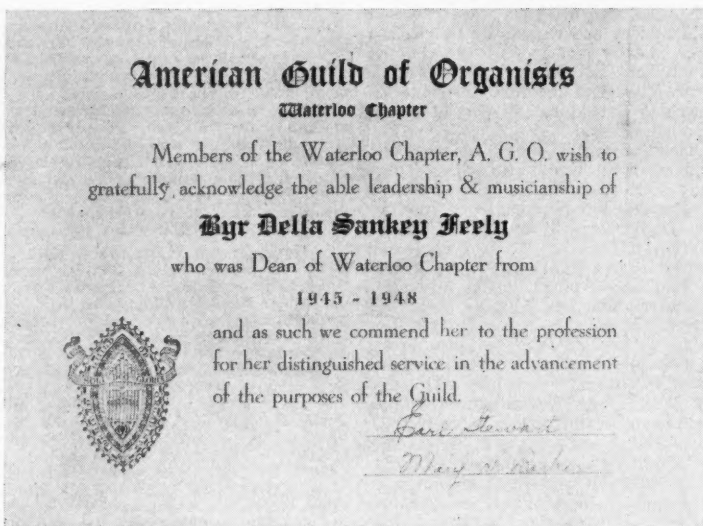 American Guild of Organists
Waterloo Chapter
Members of the Waterloo Chapter, A. G. O. wish to
gratefully, acknowledge the able leadership & musicianship of
Byr Della Sankey Feely
who was Dean of Waterloo Chapter from
1945 - 1948
and as such we commend her to the profession
for her distinguished service in the advancement
of the purposes of the Guild.
SOLI GLORIA
Earl Stewart
Mary